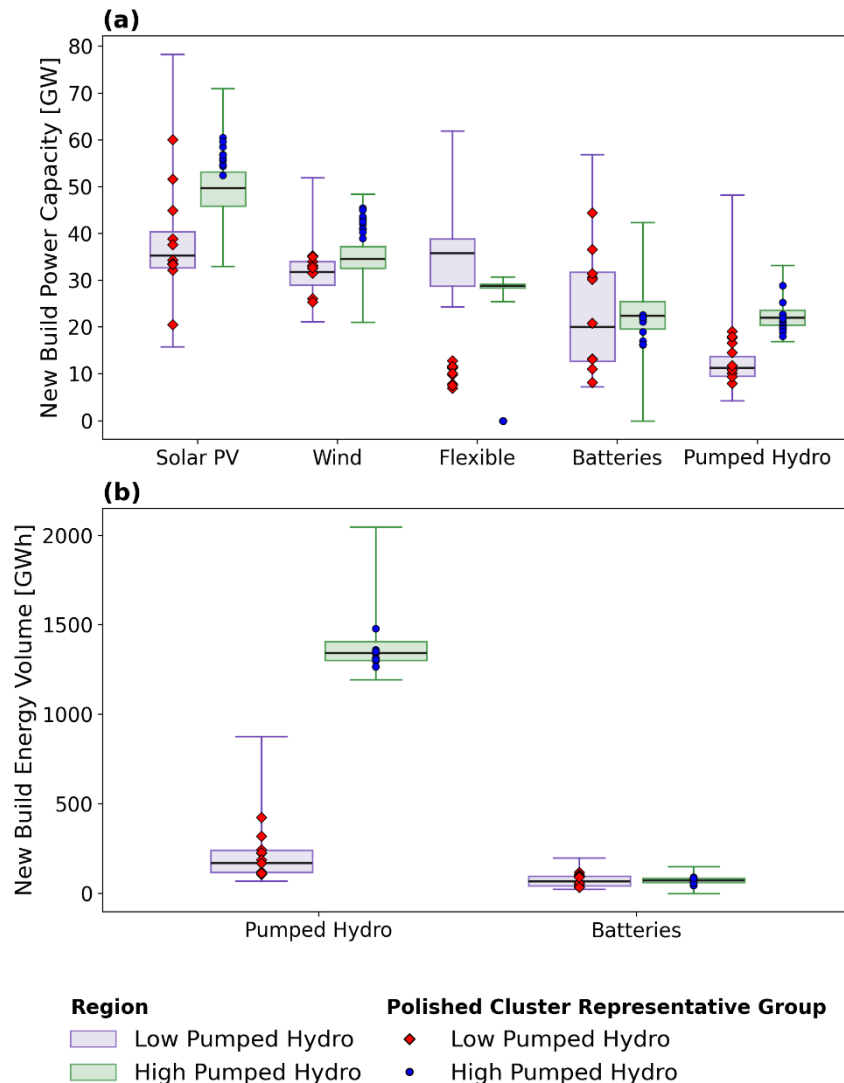 (a)
New Build Power Capacity [GW]
80
70
60
50
40
30
20
10
0
Solar PV
Wind
Flexible
Batteries
Pumped Hydro
(b)
New Build Energy Volume [GWh]
2000
1500
1000
500
0
Pumped Hydro
Batteries
Region
Low Pumped Hydro
High Pumped Hydro
Polished Cluster Representative Group
Low Pumped Hydro
High Pumped Hydro